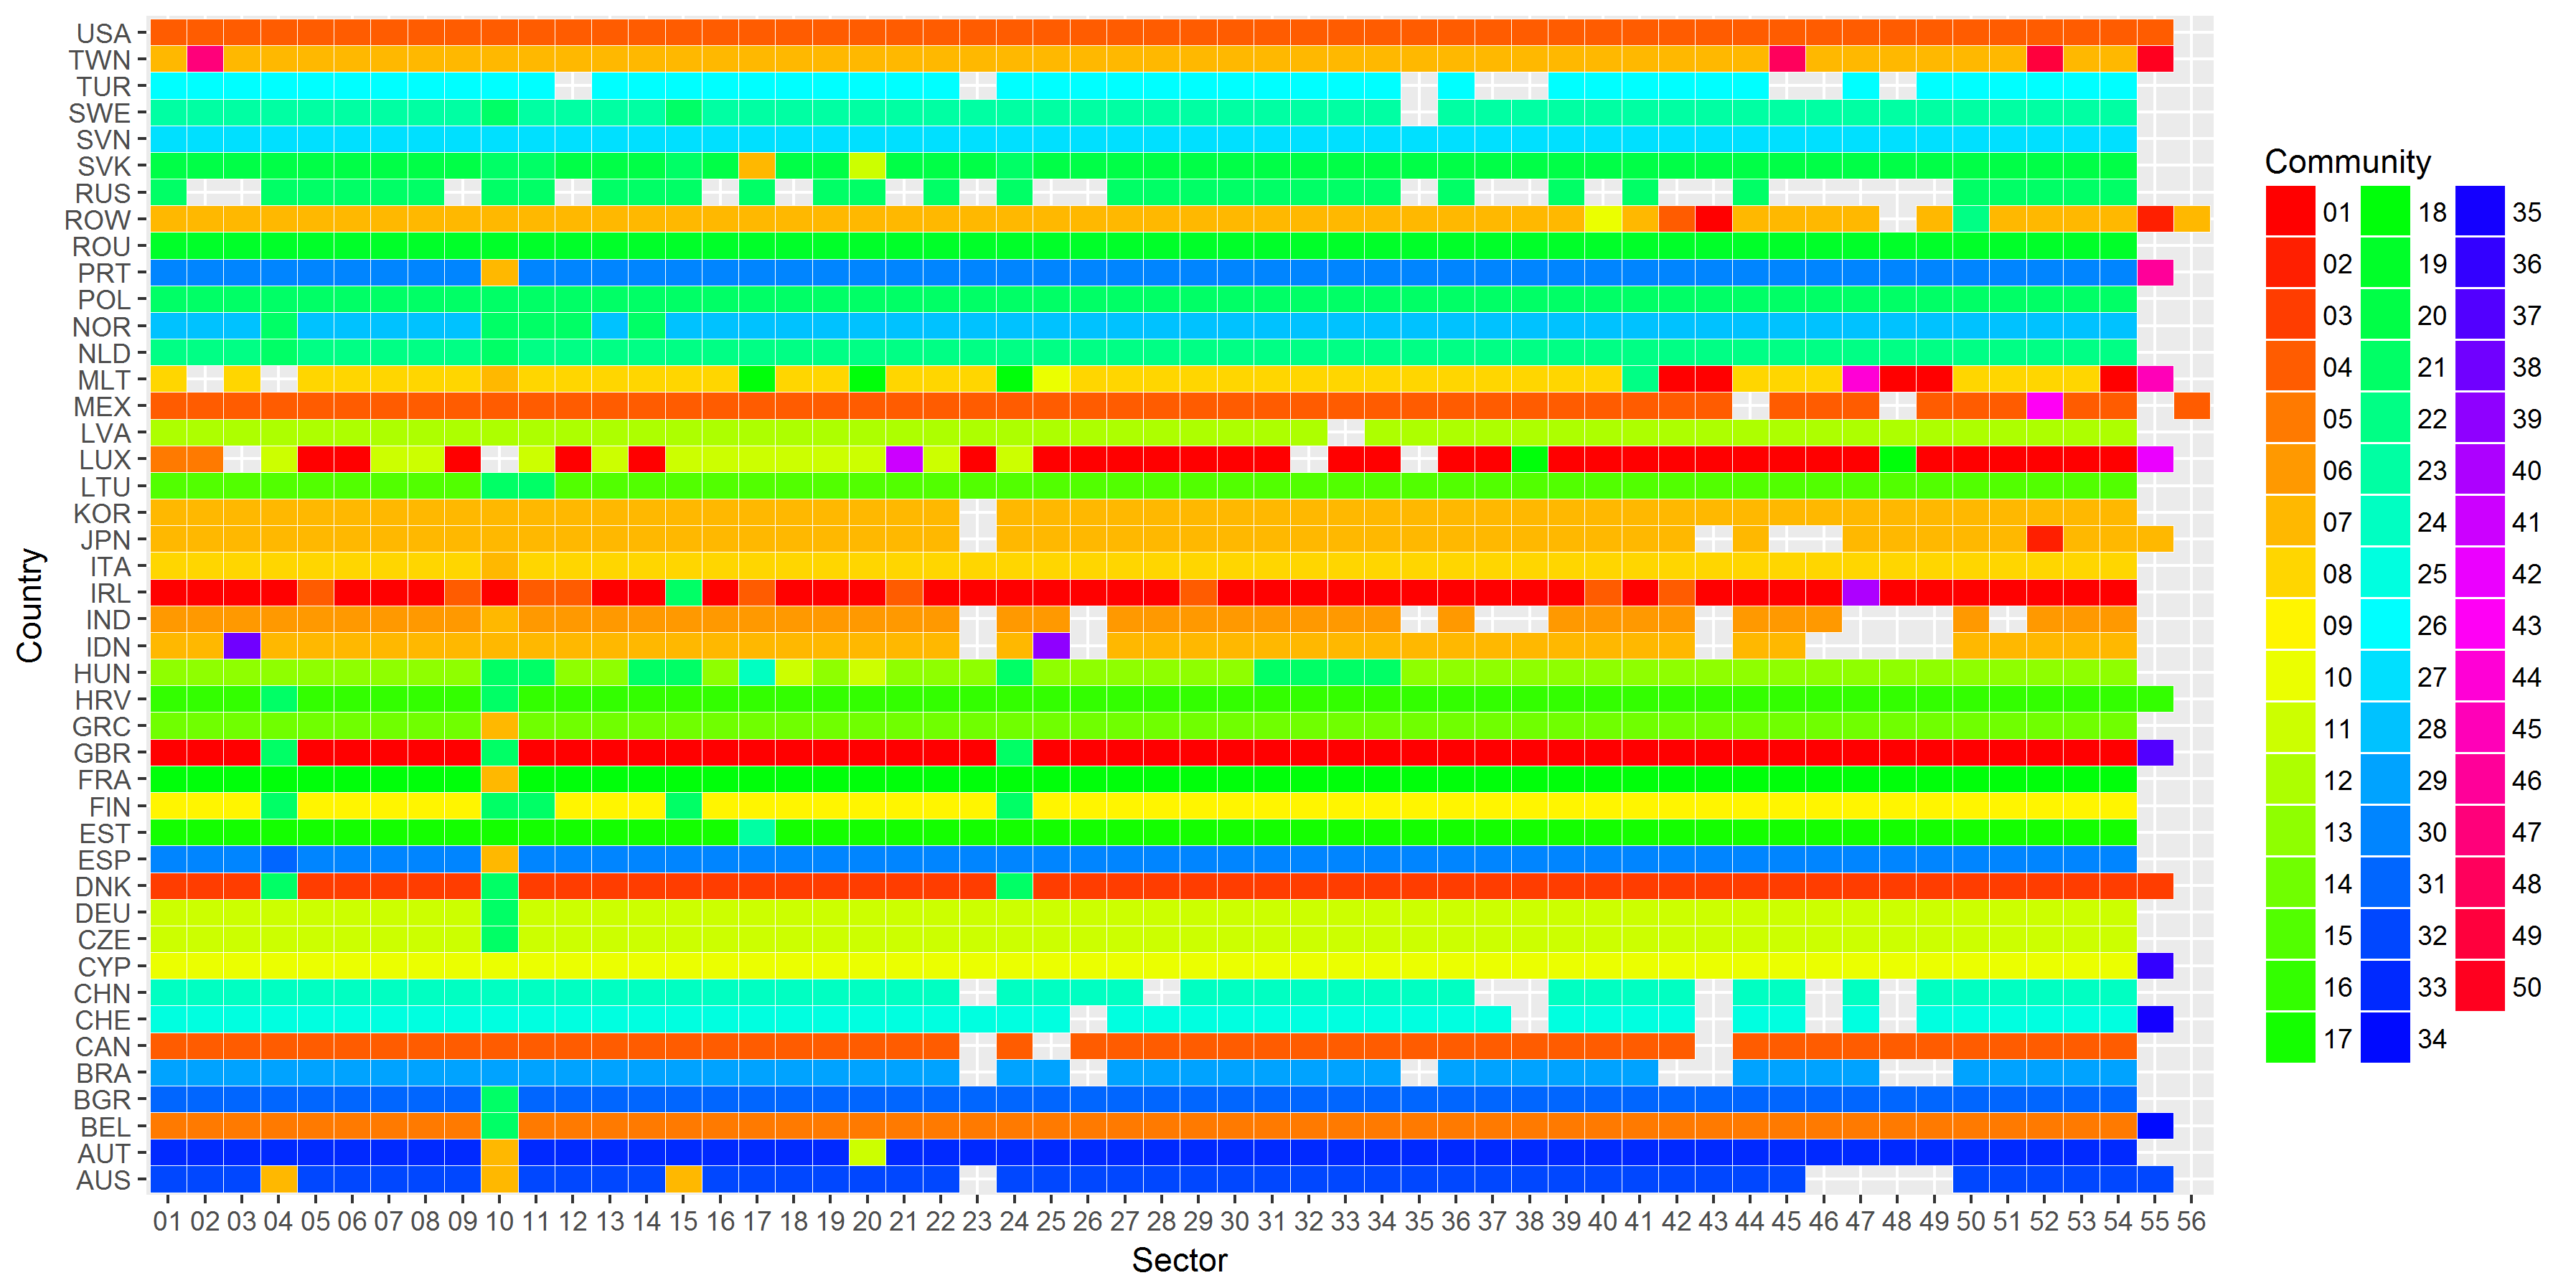 USA
TWN
TUR
SWE
SVN
SVK
RUS
ROW
ROU
PRT
POL
NOR
NLD
MLT
MEX
LVA
LUX
LTU
KOR
JPN
ITA
IRL
IND
IDN
HUN
HRV
GRC
GBR
FRA
FIN
EST
ESP
DNK
DEU
CZE
CYP
CHN
CHE
CAN
BRA
BGR
BEL
AUT
AUS
Country
01 02 03 04 05 06 07 08 09 10 11 12 13 14 15 16 17 18 19 20 21 22 23 24 25 26 27 28 29 30 31 32 33 34 35 36 37 38 39 40 41 42 43 44 45 46 47 48 49 50 51 52 53 54 55 56
Sector
Community
01 18 35
02 19 36
03 20 37
04 21 38
05 22 39
06 23 40
07 24 41
08 25 42
09 26 43
10 27 44
11 28 45
12 29 46
13 30 47
14 31 48
15 32 49
16 33 50
17 34